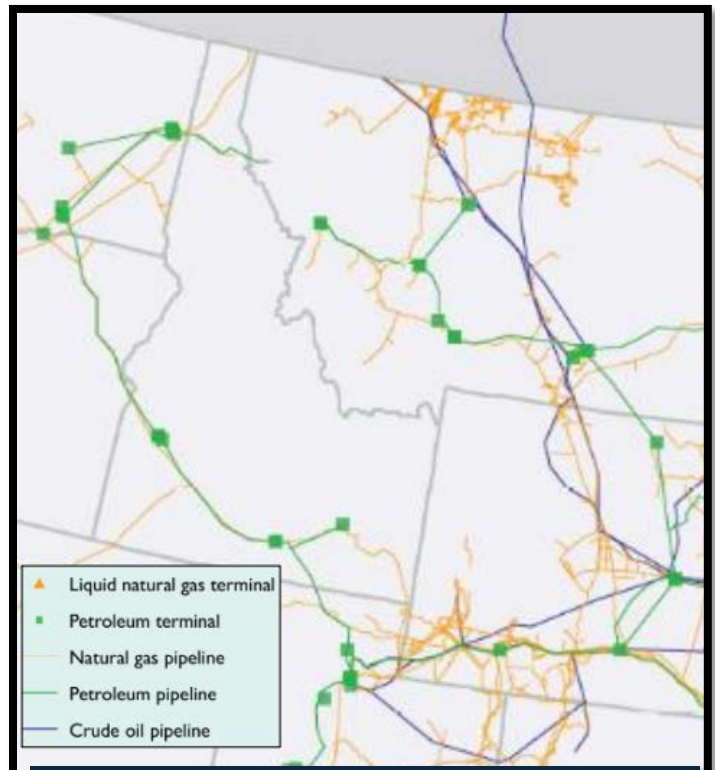 Liquid natural gas terminal
Petroleum terminal
Natural gas pipeline
Petroleum pipeline
Crude oil pipeline